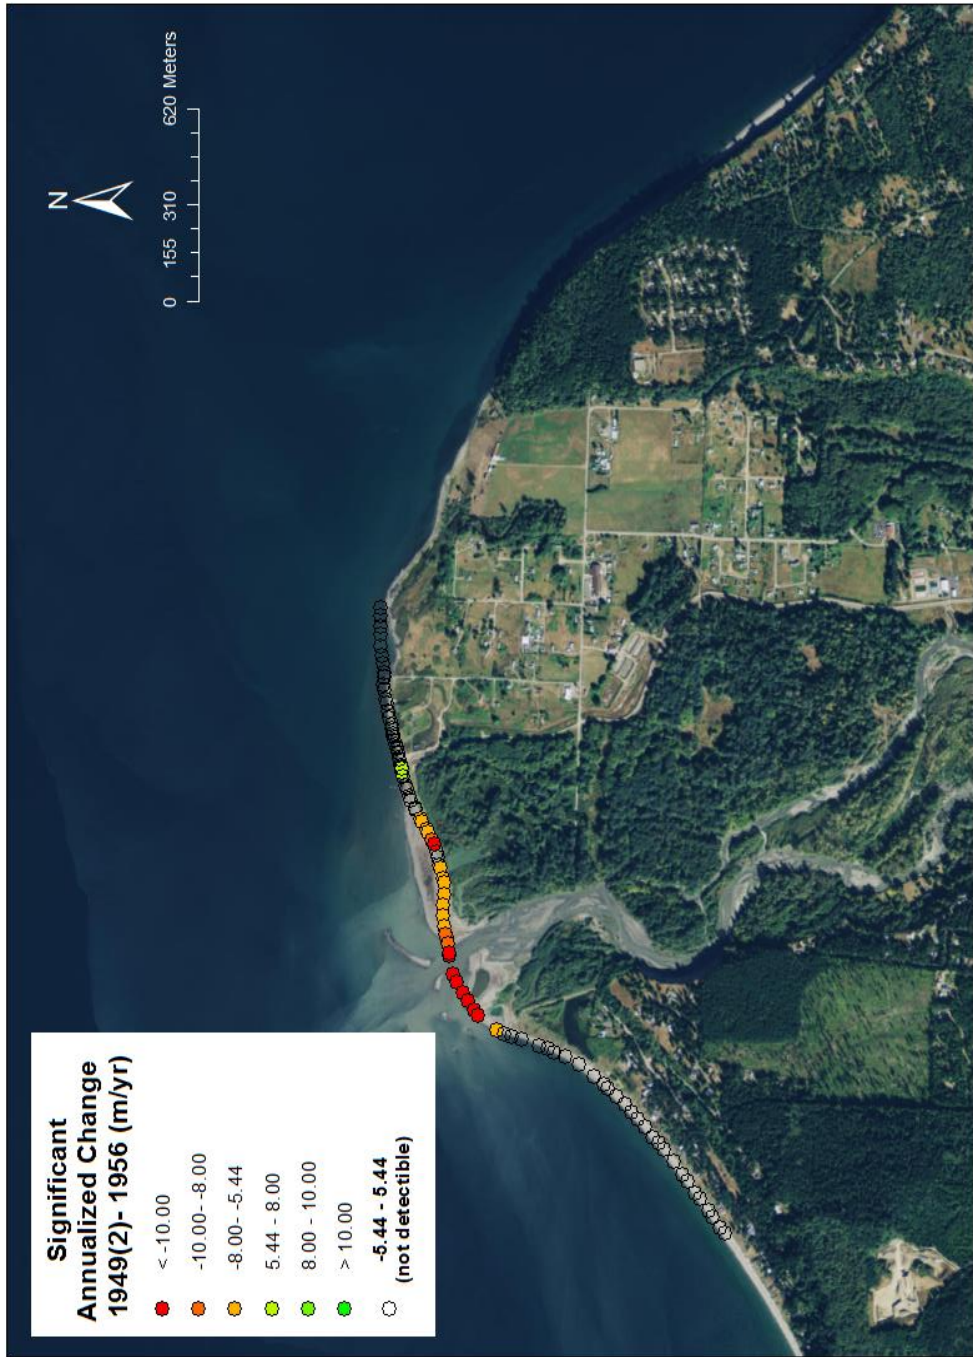 Significant
Annualized Change
1949(2)- 1956 (m/yr)
< -10.00
-10.00- -8.00
-8.00- -5.44
5.44 - 8.00
8.00 - 10.00
> 10.00
-5.44 - 5.44
(not detectible)
N
0 155 310 620 Meters